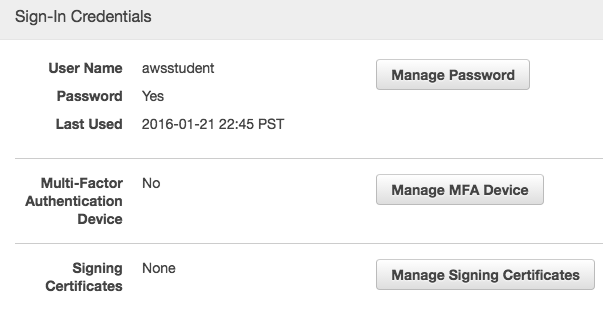 Sign-In Credentials
User Name awsstudent Manage Password
Password Yes
Last Used 2016-01-21 22:45 PST
Multi-Factor No Manage MFA Device
Authentication
Device
Signing None Manage Signing Certificates
Certificates